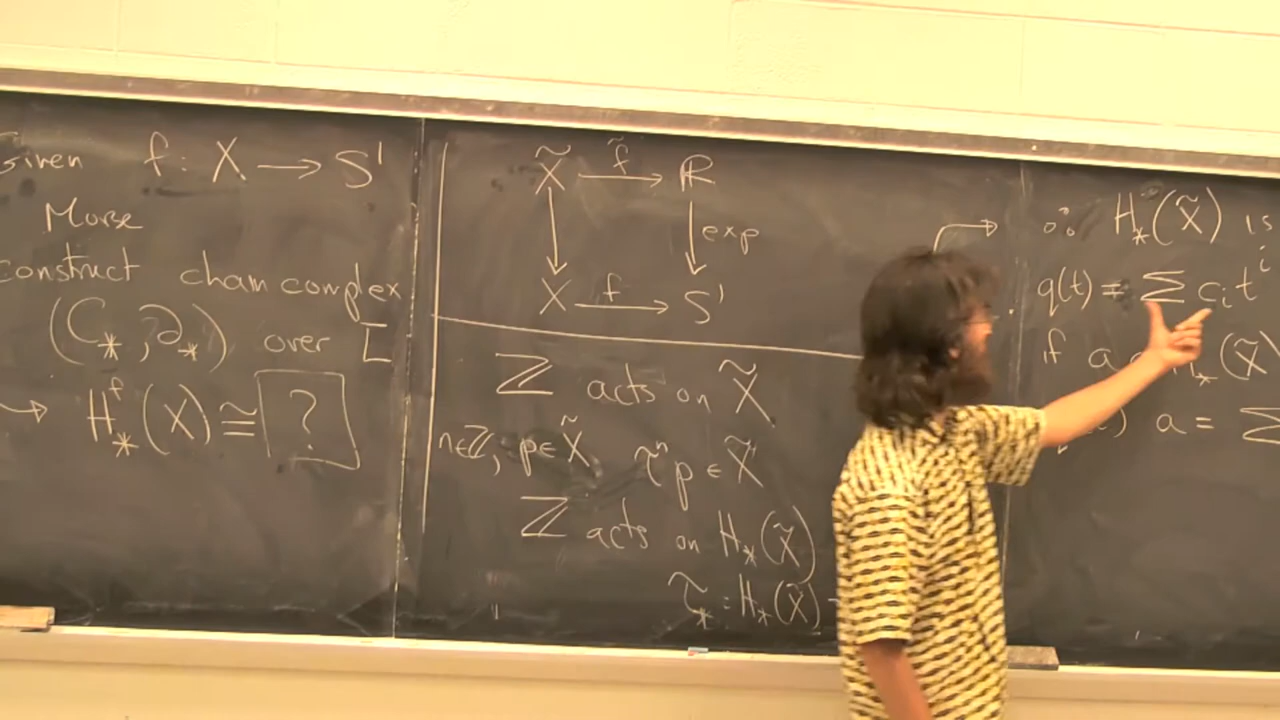 Given f: X → S¹
Morse
construct chain complex
(C_*, ∂_*) over L
→ H_*^f(X) ≅ ?
X̃ —f̃→ ℝ
↓ ↓ exp
X —f→ S¹
ℤ acts on X̃
n∈ℤ, p∈X̃ τⁿp ∈ X̃
ℤ acts on H_*(X̃)
τ_* : H_*(X̃)
∴ H_*(X̃) is
q(t) = Σ c_i t^i
if a
(X̃)
a = Σ